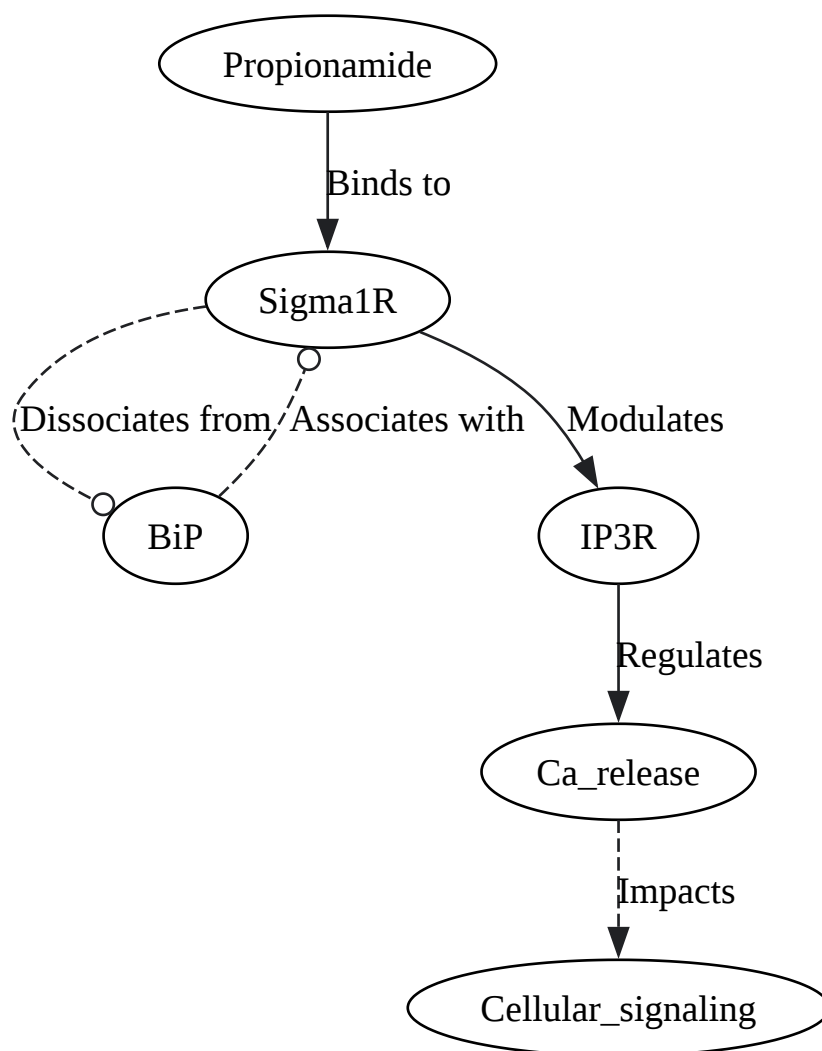 Propionamide
Binds to
Sigma1R
Dissociates from
Associates with
Modulates
BiP
IP3R
Regulates
Ca_release
Impacts
Cellular_signaling